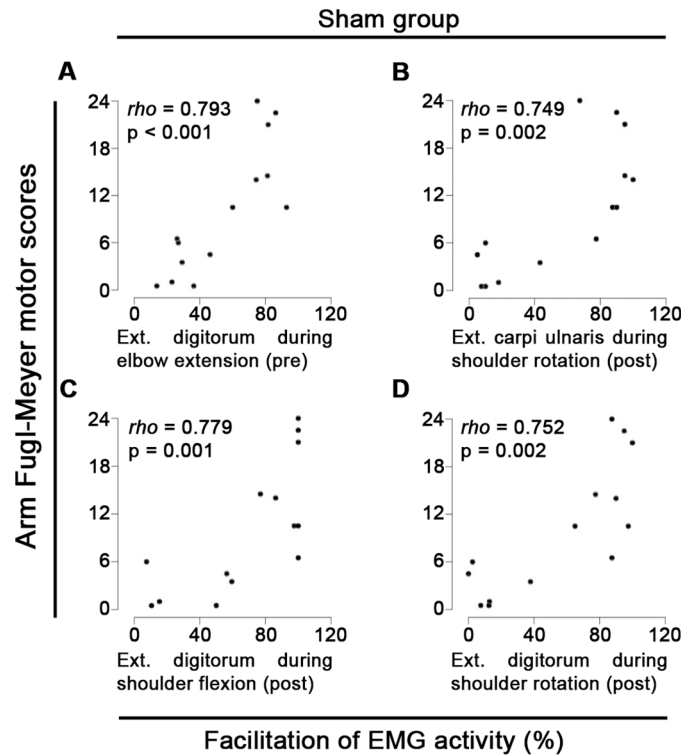 Sham group
A
24
18
12
6
0
rho = 0.793
p < 0.001
0 40 80 120
Ext. digitorum during
elbow extension (pre)
B
24
18
12
6
0
rho = 0.749
p = 0.002
0 40 80 120
Ext. carpi ulnaris during
shoulder rotation (post)
C
24
18
12
6
0
rho = 0.779
p = 0.001
0 40 80 120
Ext. digitorum during
shoulder flexion (post)
D
24
18
12
6
0
rho = 0.752
p = 0.002
0 40 80 120
Ext. digitorum during
shoulder rotation (post)
Arm Fugl-Meyer motor scores
Facilitation of EMG activity (%)